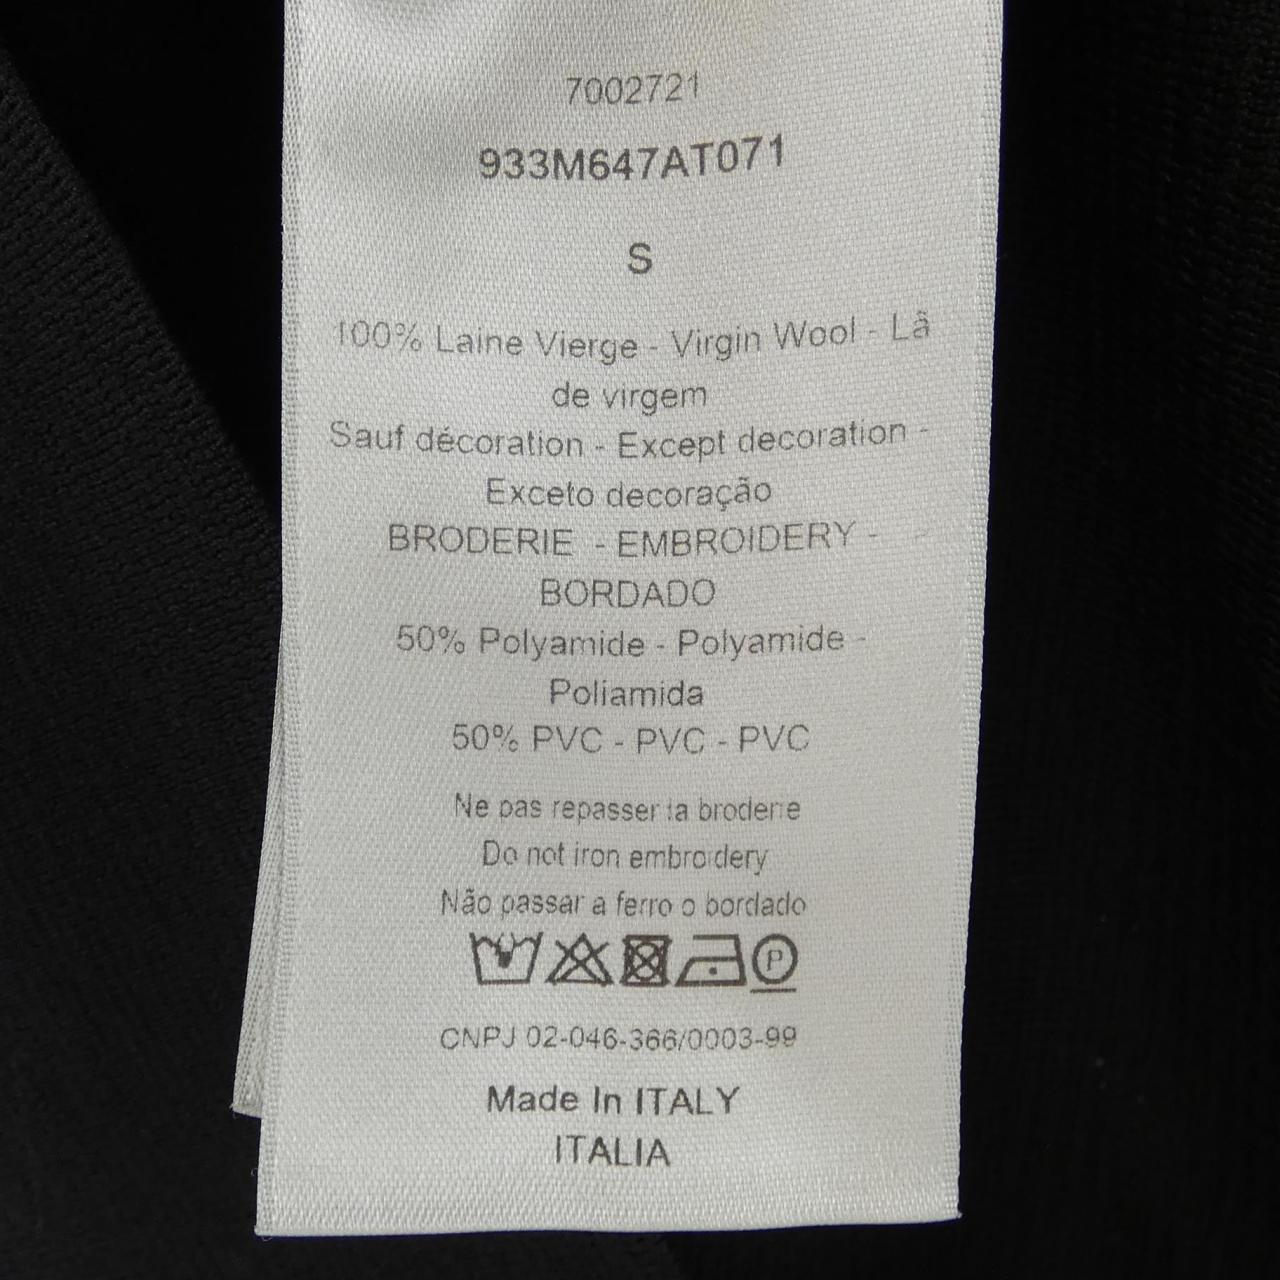 7002721
933M647AT071
S
100% Laine Vierge - Virgin Wool - Lã
de virgem
Sauf décoration - Except decoration -
Exceto decoração
BRODERIE - EMBROIDERY -
BORDADO
50% Polyamide - Polyamide -
Poliamida
50% PVC - PVC - PVC
Ne pas repasser la broderie
Do not iron embroidery
Não passar a ferro o bordado
P
CNPJ 02-046-366/0003-99
Made In ITALY
ITALIA